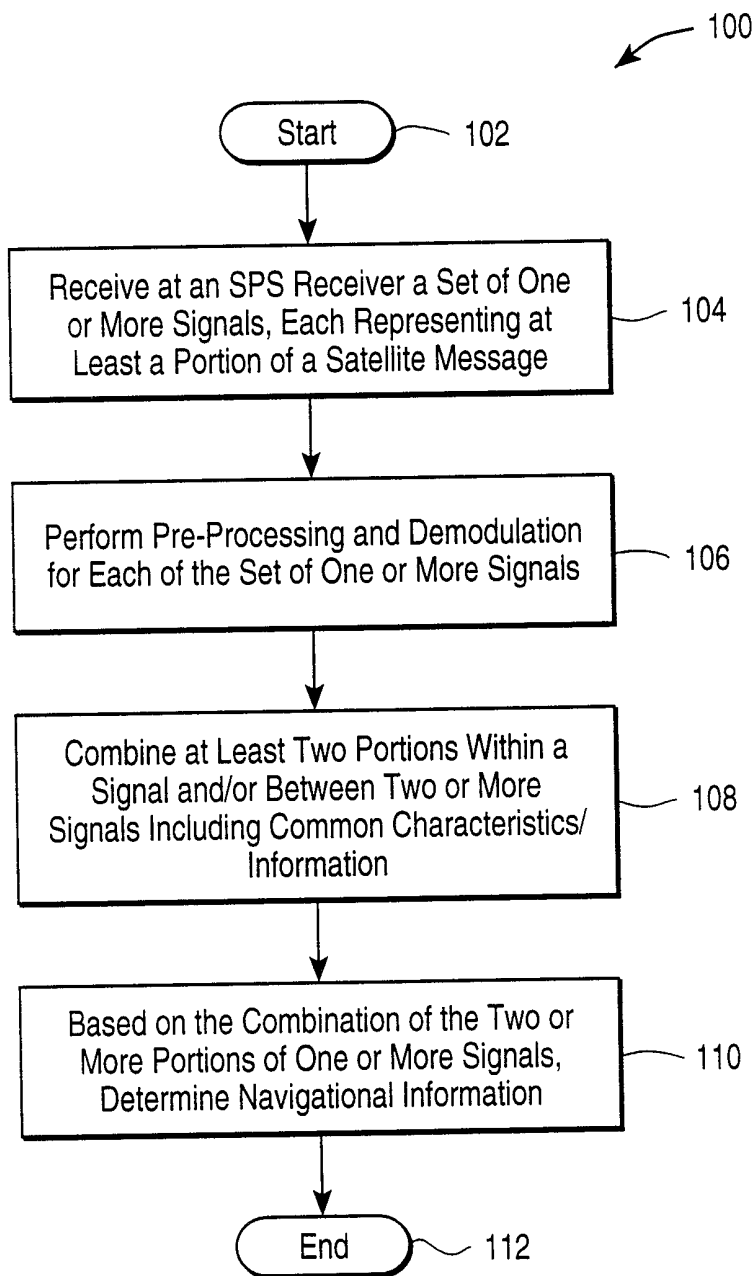 100
Start
102
Receive at an SPS Receiver a Set of One
or More Signals, Each Representing at
Least a Portion of a Satellite Message
104
Perform Pre-Processing and Demodulation
for Each of the Set of One or More Signals
106
Combine at Least Two Portions Within a
Signal and/or Between Two or More
Signals Including Common Characteristics/
Information
108
Based on the Combination of the Two or
More Portions of One or More Signals,
Determine Navigational Information
110
End
112